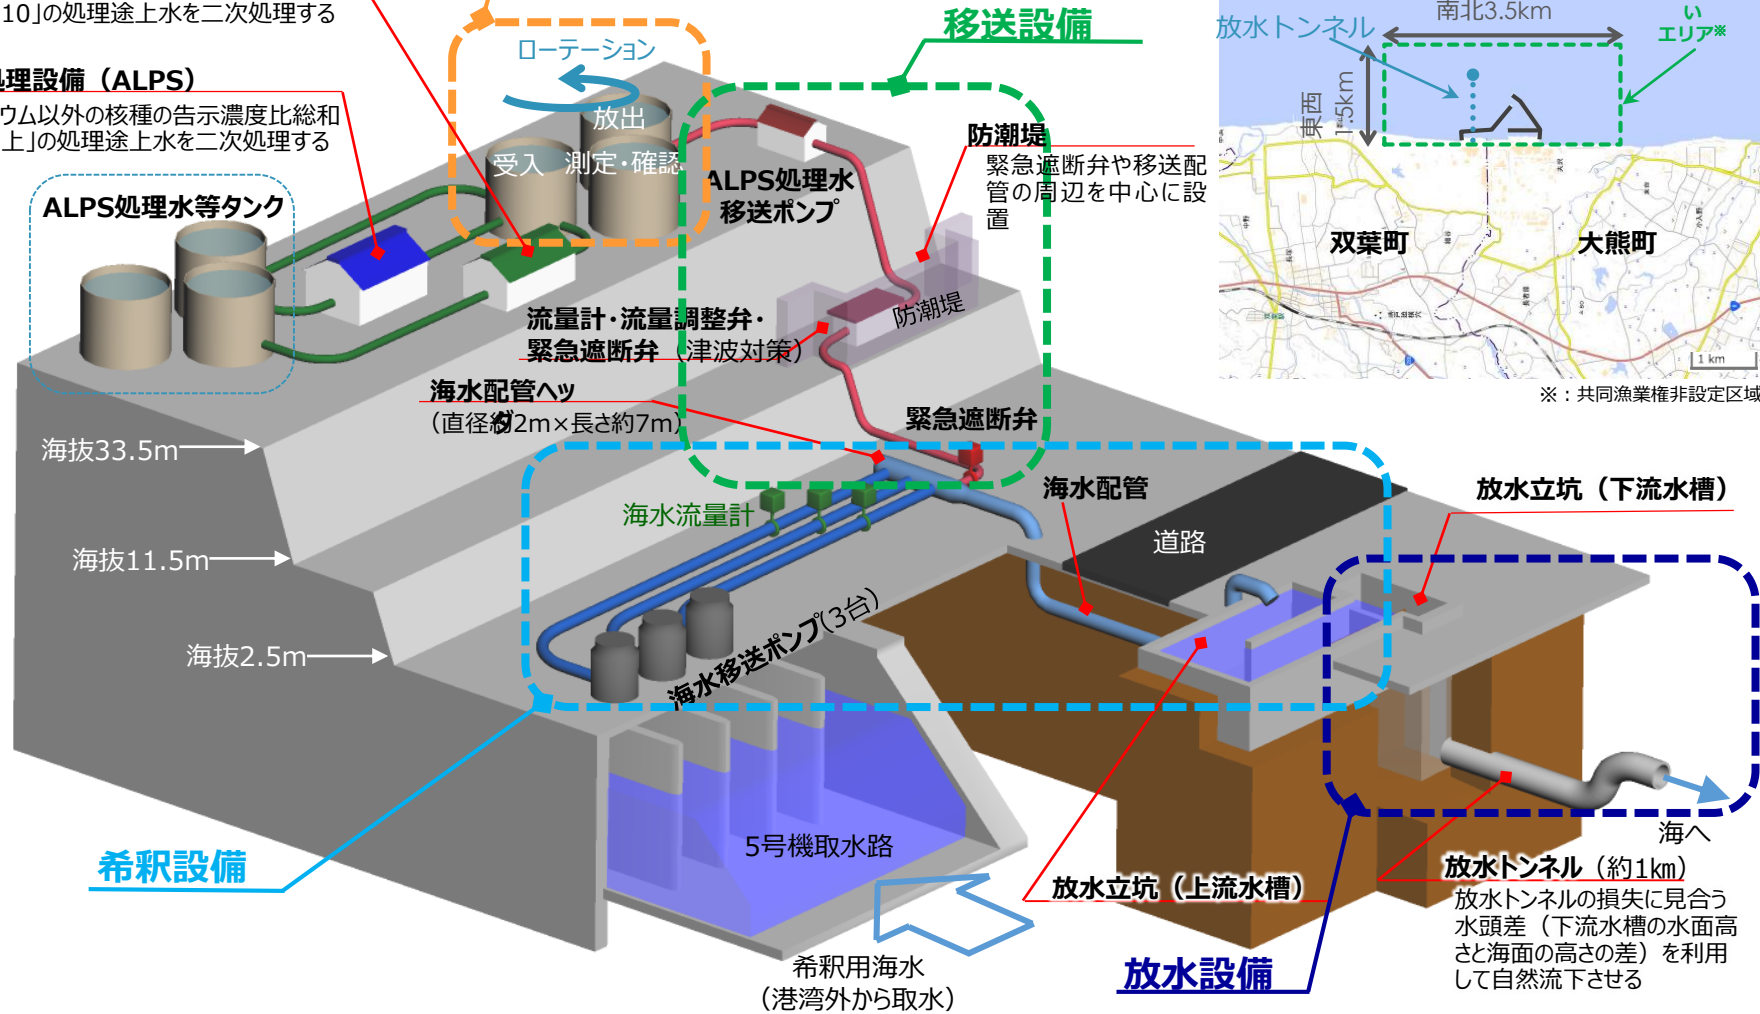 10」の処理途上水を二次処理する
処理設備（ALPS）
ウム以外の核種の告示濃度比総和
上」の処理途上水を二次処理する
ローテーション
放出
受入
測定・確認
移送設備
ALPS処理水等タンク
ALPS処理水
移送ポンプ
防潮堤
緊急遮断弁や移送配
管の周辺を中心に設
置
防潮堤
流量計・流量調整弁・
緊急遮断弁（津波対策）
海水配管ヘッ
ダ
（直径約2m×長さ約7m）
緊急遮断弁
海水流量計
海水配管
道路
放水立坑（下流水槽）
海抜33.5m
海抜11.5m
海抜2.5m
海水移送ポンプ(3台)
5号機取水路
希釈設備
希釈用海水
（港湾外から取水）
放水立坑（上流水槽）
放水設備
海へ
放水トンネル（約1km）
放水トンネルの損失に見合う
水頭差（下流水槽の水面高
さと海面の高さの差）を利用
して自然流下させる
放水トンネル
南北3.5km
い
エリア※
東西
1.5km
双葉町
大熊町
1 km
※：共同漁業権非設定区域